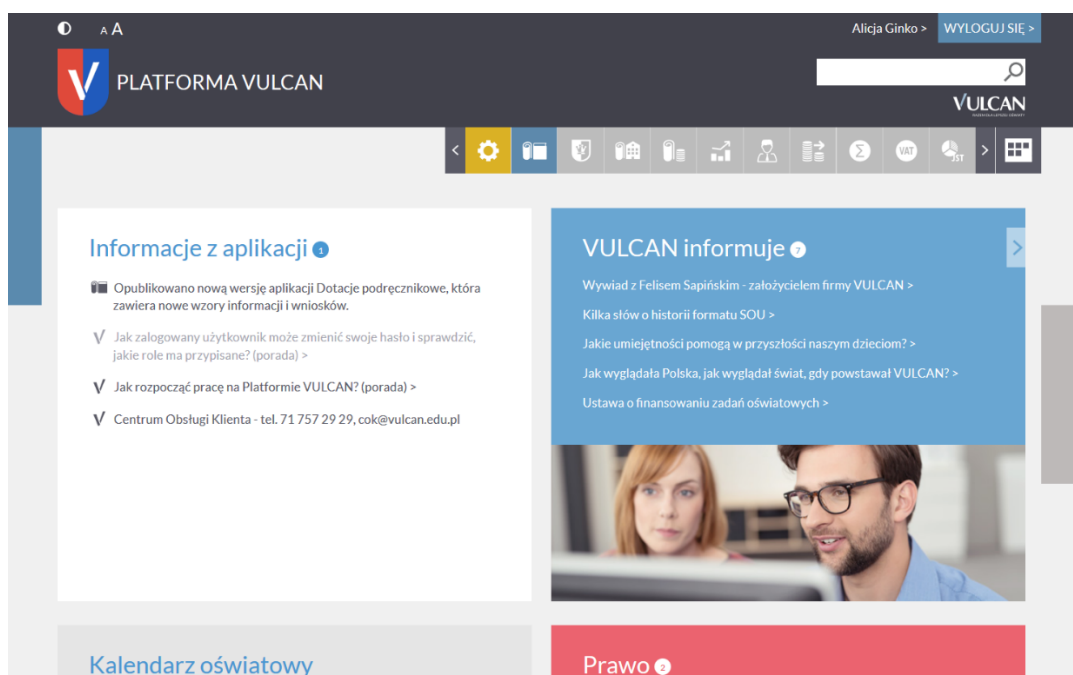 A A
Alicja Ginko >
WYLOGUJ SIĘ >
PLATFORMA VULCAN
VULCAN
VAT
JST
Informacje z aplikacji 1
Opublikowano nową wersję aplikacji Dotacje podręcznikowe, która
zawiera nowe wzory informacji i wniosków.
Jak zalogowany użytkownik może zmienić swoje hasło i sprawdzić,
jakie role ma przypisane? (porada) >
Jak rozpocząć pracę na Platformie VULCAN? (porada) >
Centrum Obsługi Klienta - tel. 71 757 29 29, cok@vulcan.edu.pl
VULCAN informuje 7
Wywiad z Felisem Sapińskim - założycielem firmy VULCAN >
Kilka słów o historii formatu SOU >
Jakie umiejętności pomogą w przyszłości naszym dzieciom? >
Jak wyglądała Polska, jak wyglądał świat, gdy powstawał VULCAN? >
Ustawa o finansowaniu zadań oświatowych >
Kalendarz oświatowy
Prawo 2